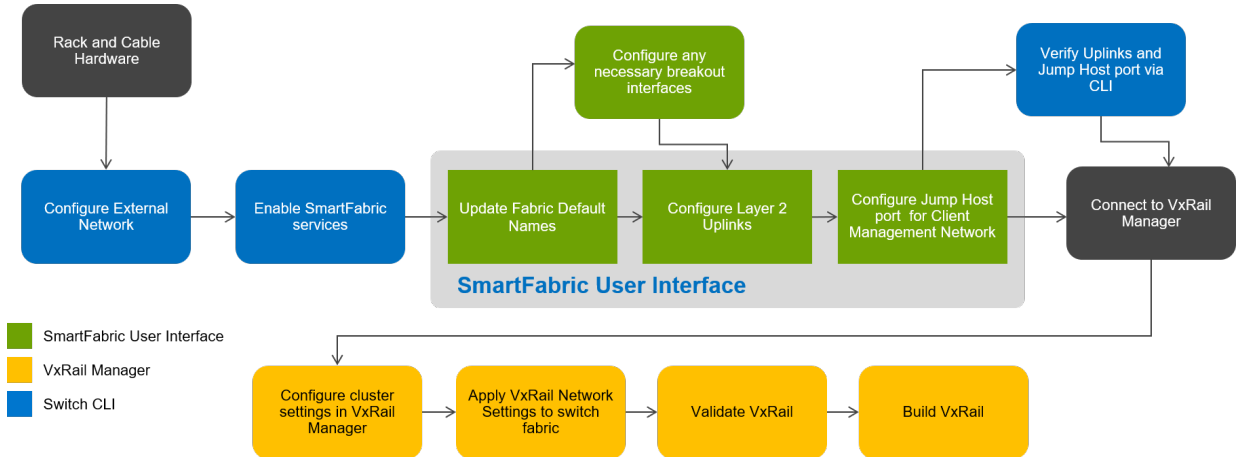 Rack and Cable
Hardware
Configure any
necessary breakout
interfaces
Verify Uplinks and
Jump Host port via
CLI
Configure External
Network
Enable SmartFabric
services
Update Fabric Default
Names
Configure Layer 2
Uplinks
Configure Jump Host
port for Client
Management Network
Connect to VxRail
Manager
SmartFabric User Interface
SmartFabric User Interface
VxRail Manager
Switch CLI
Configure cluster
settings in VxRail
Manager
Apply VxRail Network
Settings to switch
fabric
Validate VxRail
Build VxRail